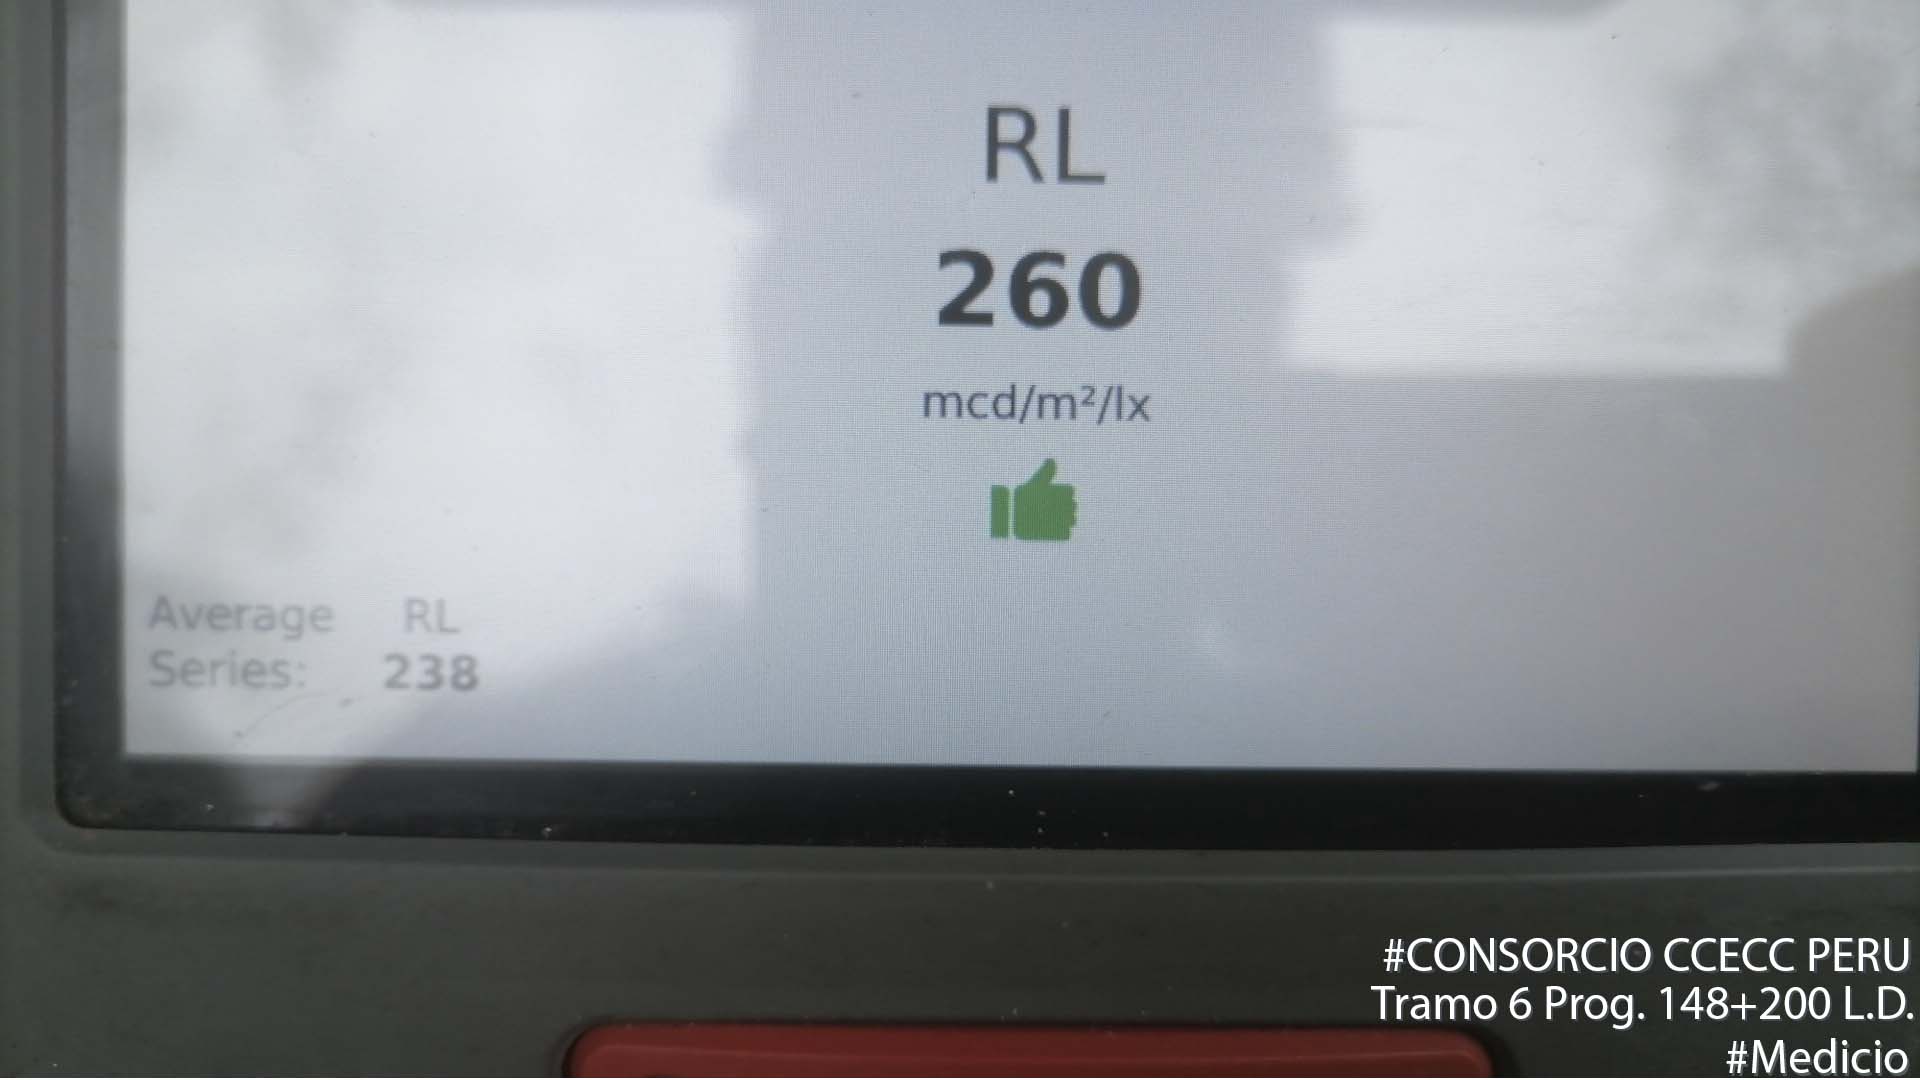 RL
260
mcd/m²/lx
Average RL
Series: 238
#CONSORCIO CCECC PERU
Tramo 6 Prog. 148+200 L.D.
#Medicio